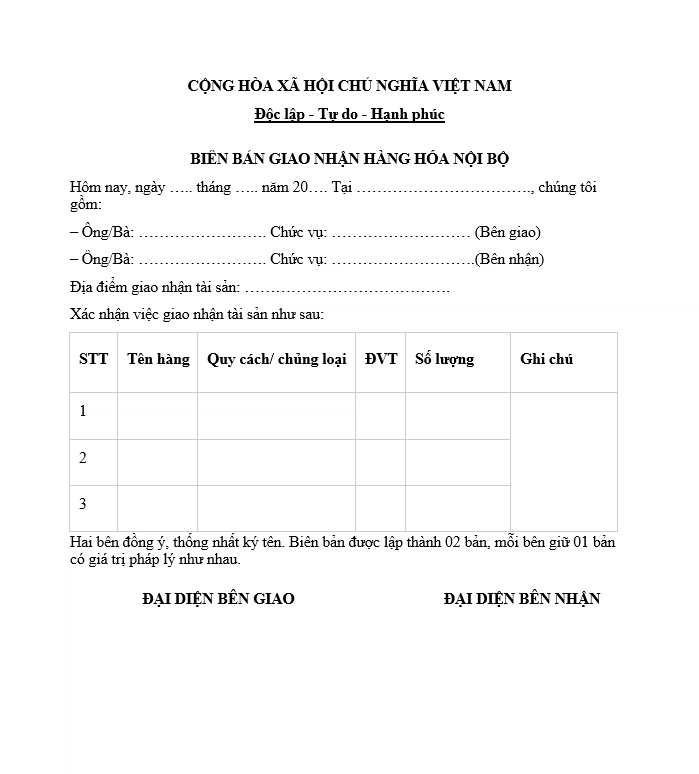 CỘNG HÒA XÃ HỘI CHỦ NGHĨA VIỆT NAM
Độc lập - Tự do - Hạnh phúc
BIÊN BẢN GIAO NHẬN HÀNG HÓA NỘI BỘ
Hôm nay, ngày ….. tháng ….. năm 20…. Tại ……………………………., chúng tôi
gồm:
– Ông/Bà: ……………………. Chức vụ: ……………………… (Bên giao)
– Ông/Bà: ……………………. Chức vụ: ……………………….(Bên nhận)
Địa điểm giao nhận tài sản: ………………………………….
Xác nhận việc giao nhận tài sản như sau:
STT Tên hàng Quy cách/ chủng loại ĐVT Số lượng Ghi chú
1
2
3
Hai bên đồng ý, thống nhất ký tên. Biên bản được lập thành 02 bản, mỗi bên giữ 01 bản
có giá trị pháp lý như nhau.
ĐẠI DIỆN BÊN GIAO ĐẠI DIỆN BÊN NHẬN